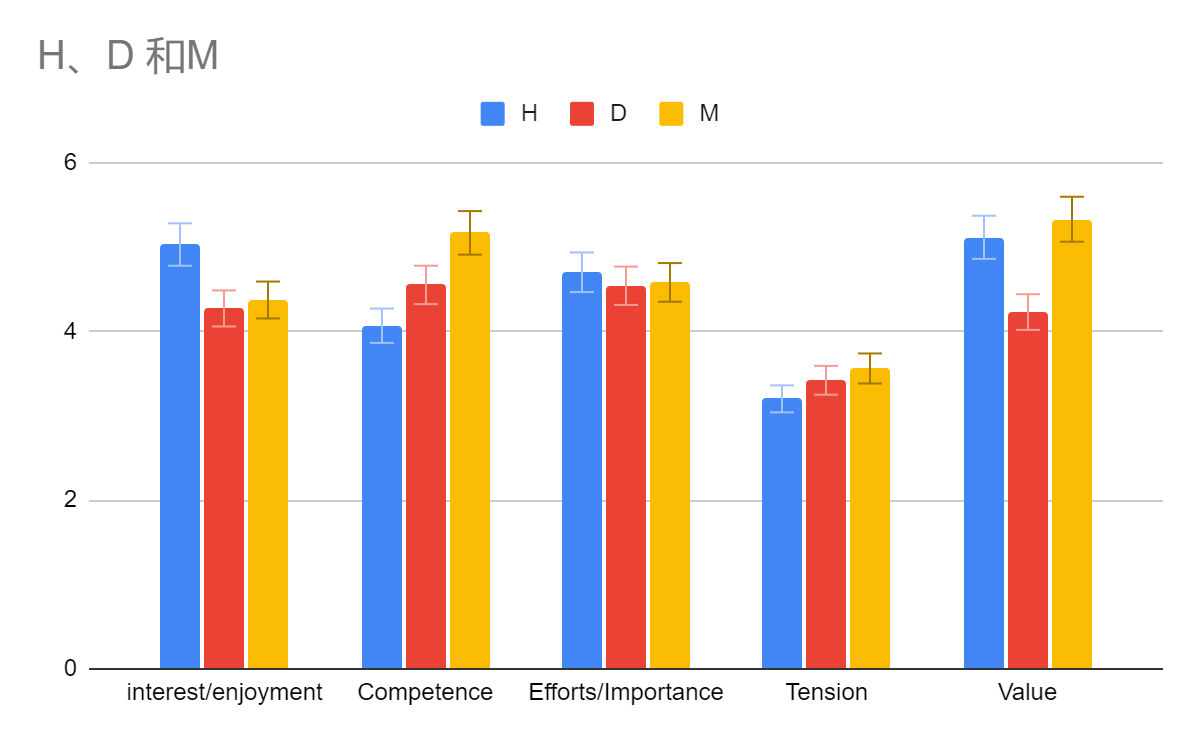 H、D 和M
H D M
6
4
2
0
interest/enjoyment Competence Efforts/Importance Tension Value